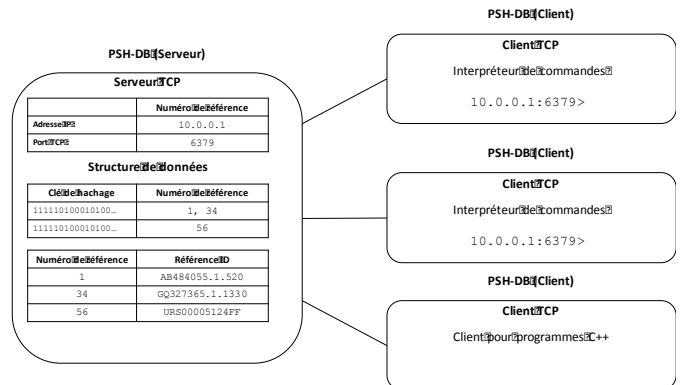 PSH-DB (Serveur)
Serveur TCP
Numéro de référence
Adresse IP 10.0.0.1
Port TCP 6379
Structure de données
Clé de hachage Numéro de référence
111110100010100… 1, 34
111110100010100… 56
Numéro de référence Référence ID
1 AB484055.1.520
34 GQ327365.1.1330
56 URS00005124FF
PSH-DB (Client)
Client TCP
Interpréteur de commandes
10.0.0.1:6379>
PSH-DB (Client)
Client TCP
Interpréteur de commandes
10.0.0.1:6379>
PSH-DB (Client)
Client TCP
Client pour programmes C++